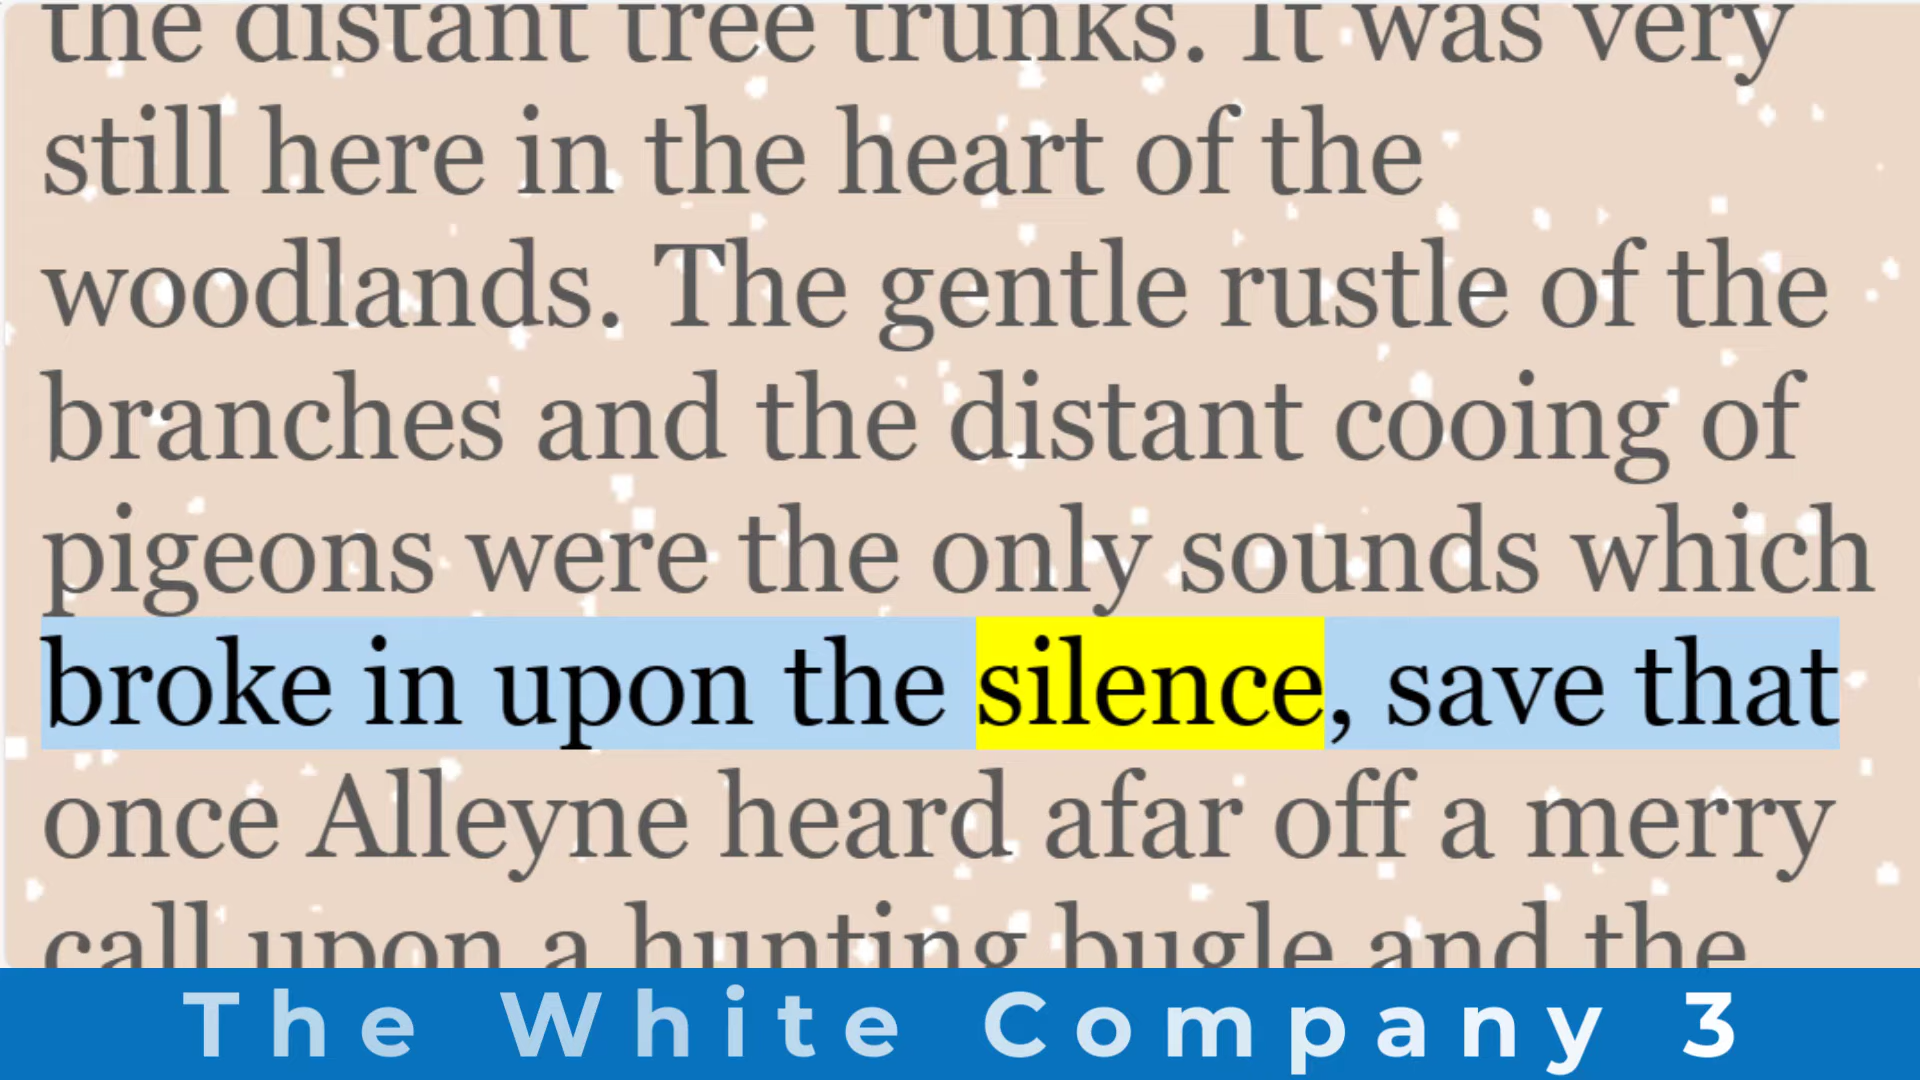 the distant tree trunks. It was very
still here in the heart of the
woodlands. The gentle rustle of the
branches and the distant cooing of
pigeons were the only sounds which
broke in upon the silence, save that
once Alleyne heard afar off a merry
call upon a hunting bugle and the
The White Company 3